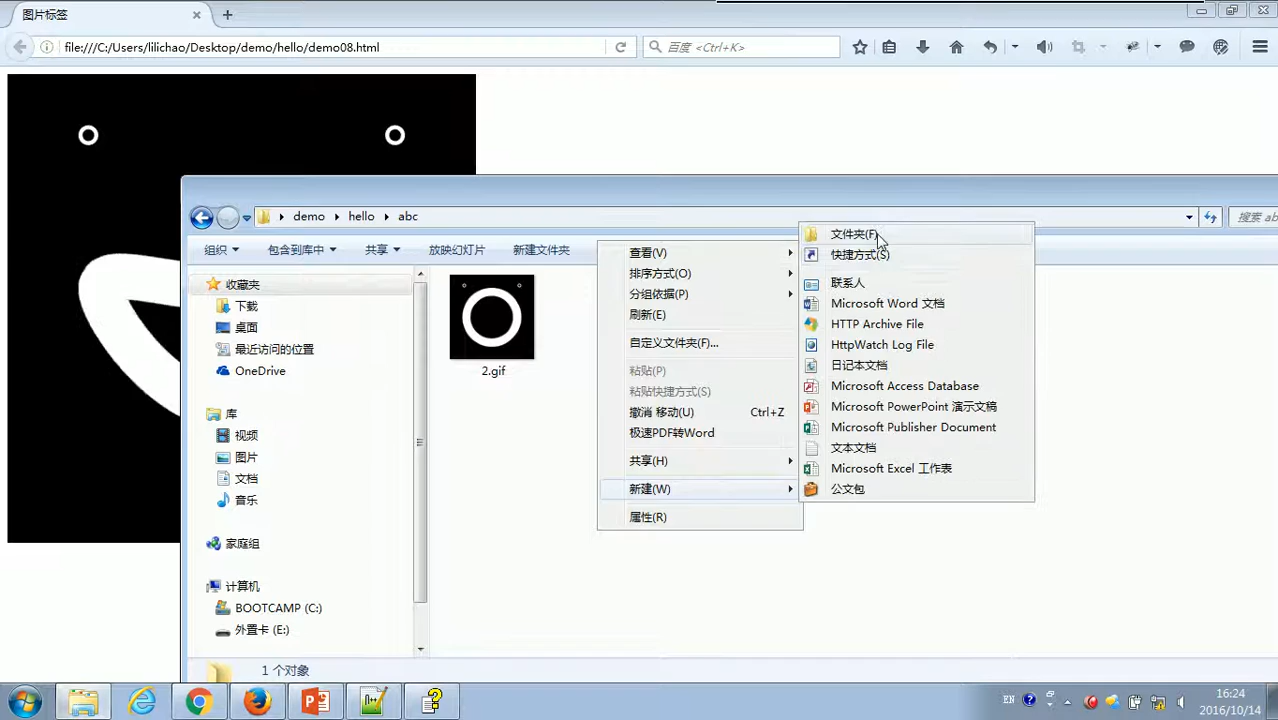 图片标签
file:///C:/Users/lilichao/Desktop/demo/hello/demo08.html
百度 <Ctrl+K>
demo hello abc
搜索 ab
组织 包含到库中 共享 放映幻灯片 新建文件夹
收藏夹
下载
桌面
最近访问的位置
OneDrive
库
视频
图片
文档
音乐
家庭组
计算机
BOOTCAMP (C:)
外置卡 (E:)
2.gif
查看(V)
排序方式(O)
分组依据(P)
刷新(E)
自定义文件夹(F)...
粘贴(P)
粘贴快捷方式(S)
撤消 移动(U) Ctrl+Z
极速PDF转Word
共享(H)
新建(W)
属性(R)
文件夹(F)
快捷方式(S)
联系人
Microsoft Word 文档
HTTP Archive File
HttpWatch Log File
日记本文档
Microsoft Access Database
Microsoft PowerPoint 演示文稿
Microsoft Publisher Document
文本文档
Microsoft Excel 工作表
公文包
1 个对象
EN
16:24
2016/10/14